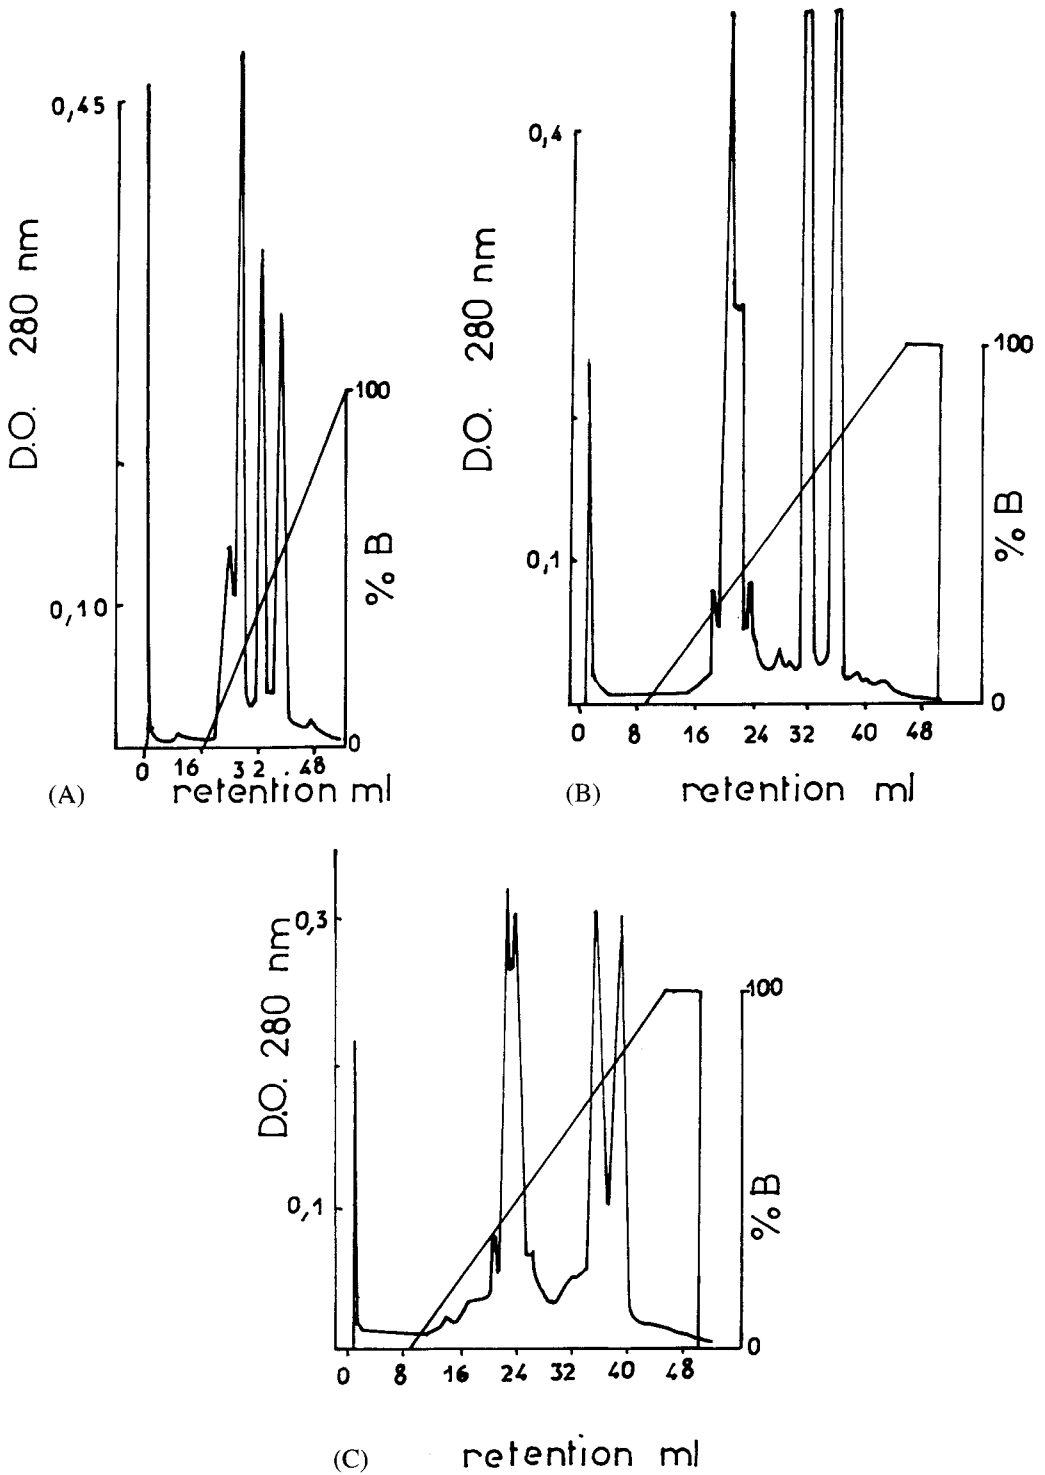 0,45
0,10
D.O. 280 nm
100
0
% B
0 16 32 .48
(A) retention ml
0,4
0,1
D.O. 280 nm
100
0
% B
0 8 16 24 32 40 48
(B) retention ml
0,3
0,1
D.O. 280 nm
100
0
% B
0 8 16 24 32 40 48
(C) retention ml